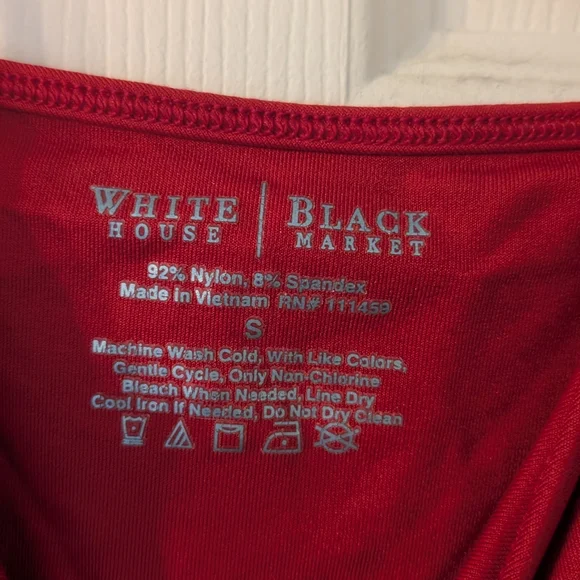 WHITE | BLACK
HOUSE MARKET
92% Nylon, 8% Spandex
Made in Vietnam RN# 111459
S
Machine Wash Cold, With Like Colors,
Gentle Cycle, Only Non-Chlorine
Bleach When Needed, Line Dry
Cool Iron If Needed, Do Not Dry Clean